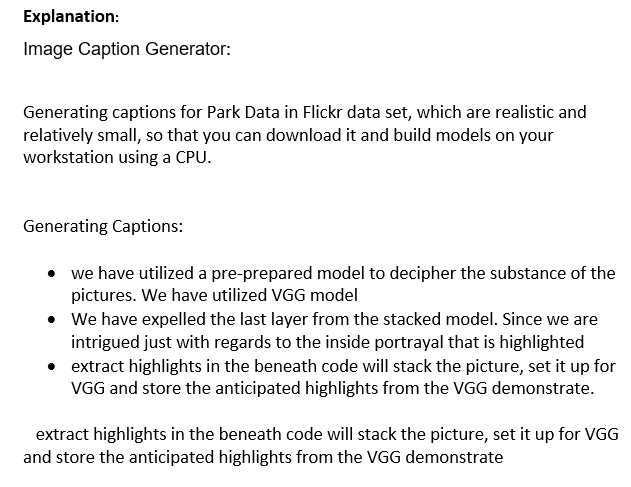 Explanation:
Image Caption Generator:
Generating captions for Park Data in Flickr data set, which are realistic and
relatively small, so that you can download it and build models on your
workstation using a CPU.
Generating Captions:
• we have utilized a pre-prepared model to decipher the substance of the
pictures. We have utilized VGG model
• We have expelled the last layer from the stacked model. Since we are
intrigued just with regards to the inside portrayal that is highlighted
• extract highlights in the beneath code will stack the picture, set it up for
VGG and store the anticipated highlights from the VGG demonstrate.
extract highlights in the beneath code will stack the picture, set it up for VGG
and store the anticipated highlights from the VGG demonstrate